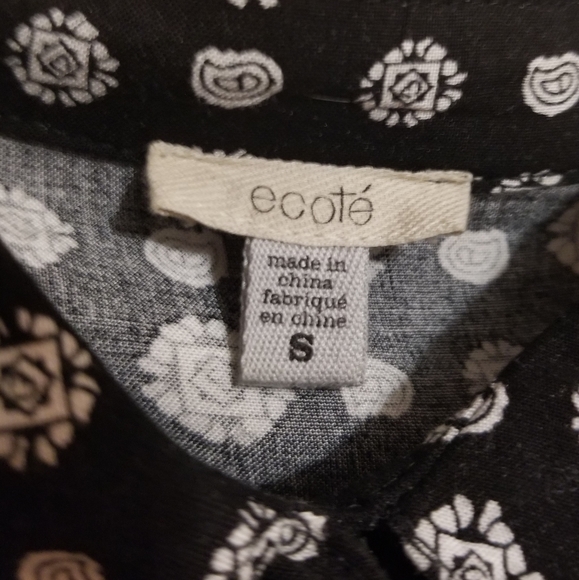 ecoté
made in
china
fabriqué
en chine
S